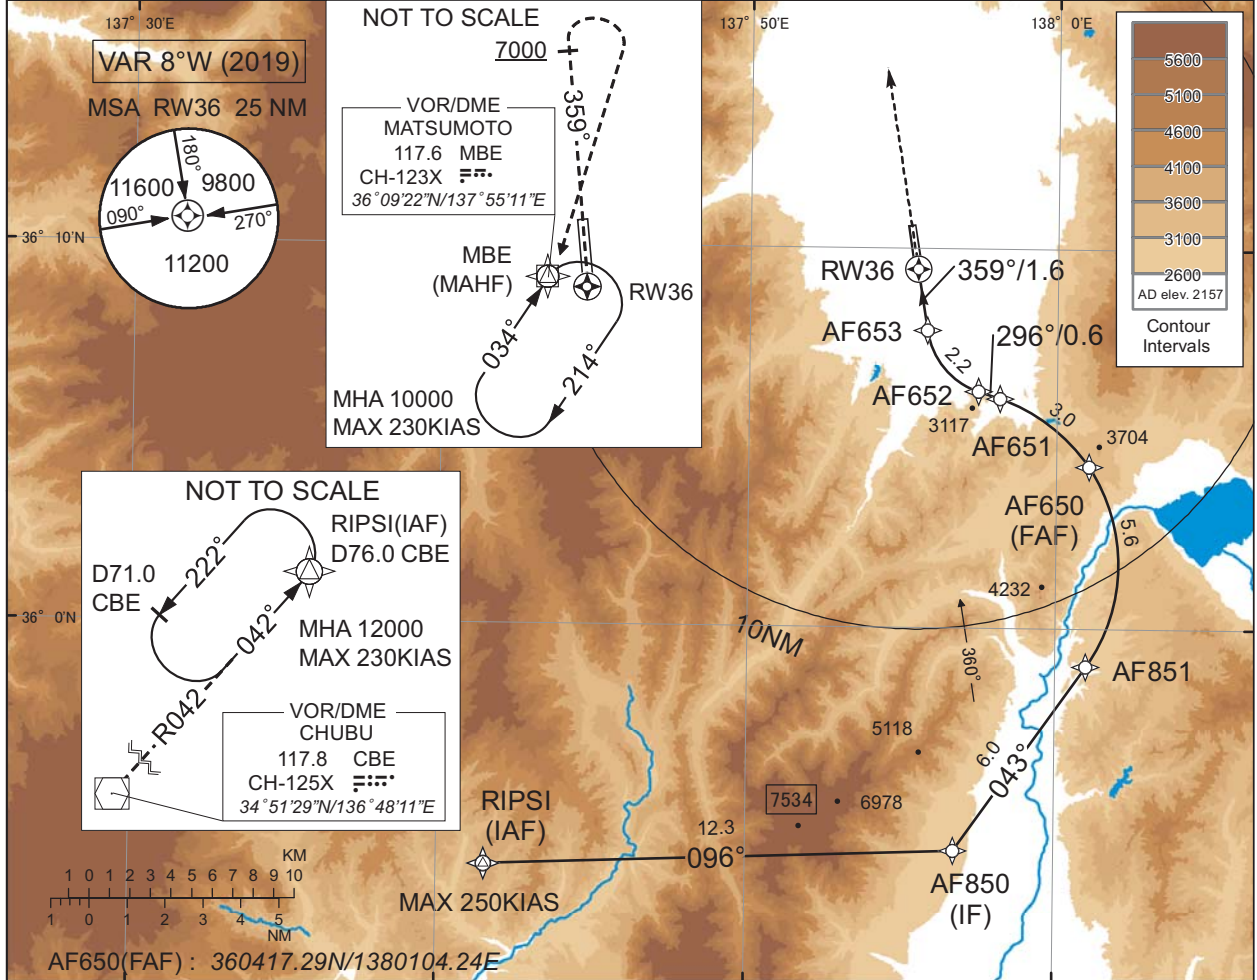 137° 30'E
137° 50'E
138° 0'E
VAR 8°W (2019)
MSA RW36 25 NM
180°
11600
9800
090°
270°
11200
36° 10'N
36° 0'N
NOT TO SCALE
7000
359°
VOR/DME
MATSUMOTO
117.6 MBE
CH-123X
36°09'22"N/137°55'11"E
MBE
(MAHF)
RW36
034°
214°
MHA 10000
MAX 230KIAS
5600
5100
4600
4100
3600
3100
2600
AD elev. 2157
Contour
Intervals
RW36
359°/1.6
AF653
296°/0.6
2.2
AF652
3117
3.0
AF651
3704
AF650
(FAF)
5.6
4232
10NM
360°
AF851
NOT TO SCALE
RIPSI(IAF)
D76.0 CBE
222°
D71.0
CBE
042°
MHA 12000
MAX 230KIAS
R042
VOR/DME
CHUBU
117.8 CBE
CH-125X
34°51'29"N/136°48'11"E
5118
6.0
043°
7534
6978
RIPSI
(IAF)
12.3
096°
MAX 250KIAS
AF850
(IF)
KM
1 0 1 2 3 4 5 6 7 8 9 10
1 0 1 2 3 4 5
NM
AF650(FAF) : 360417.29N/1380104.24E